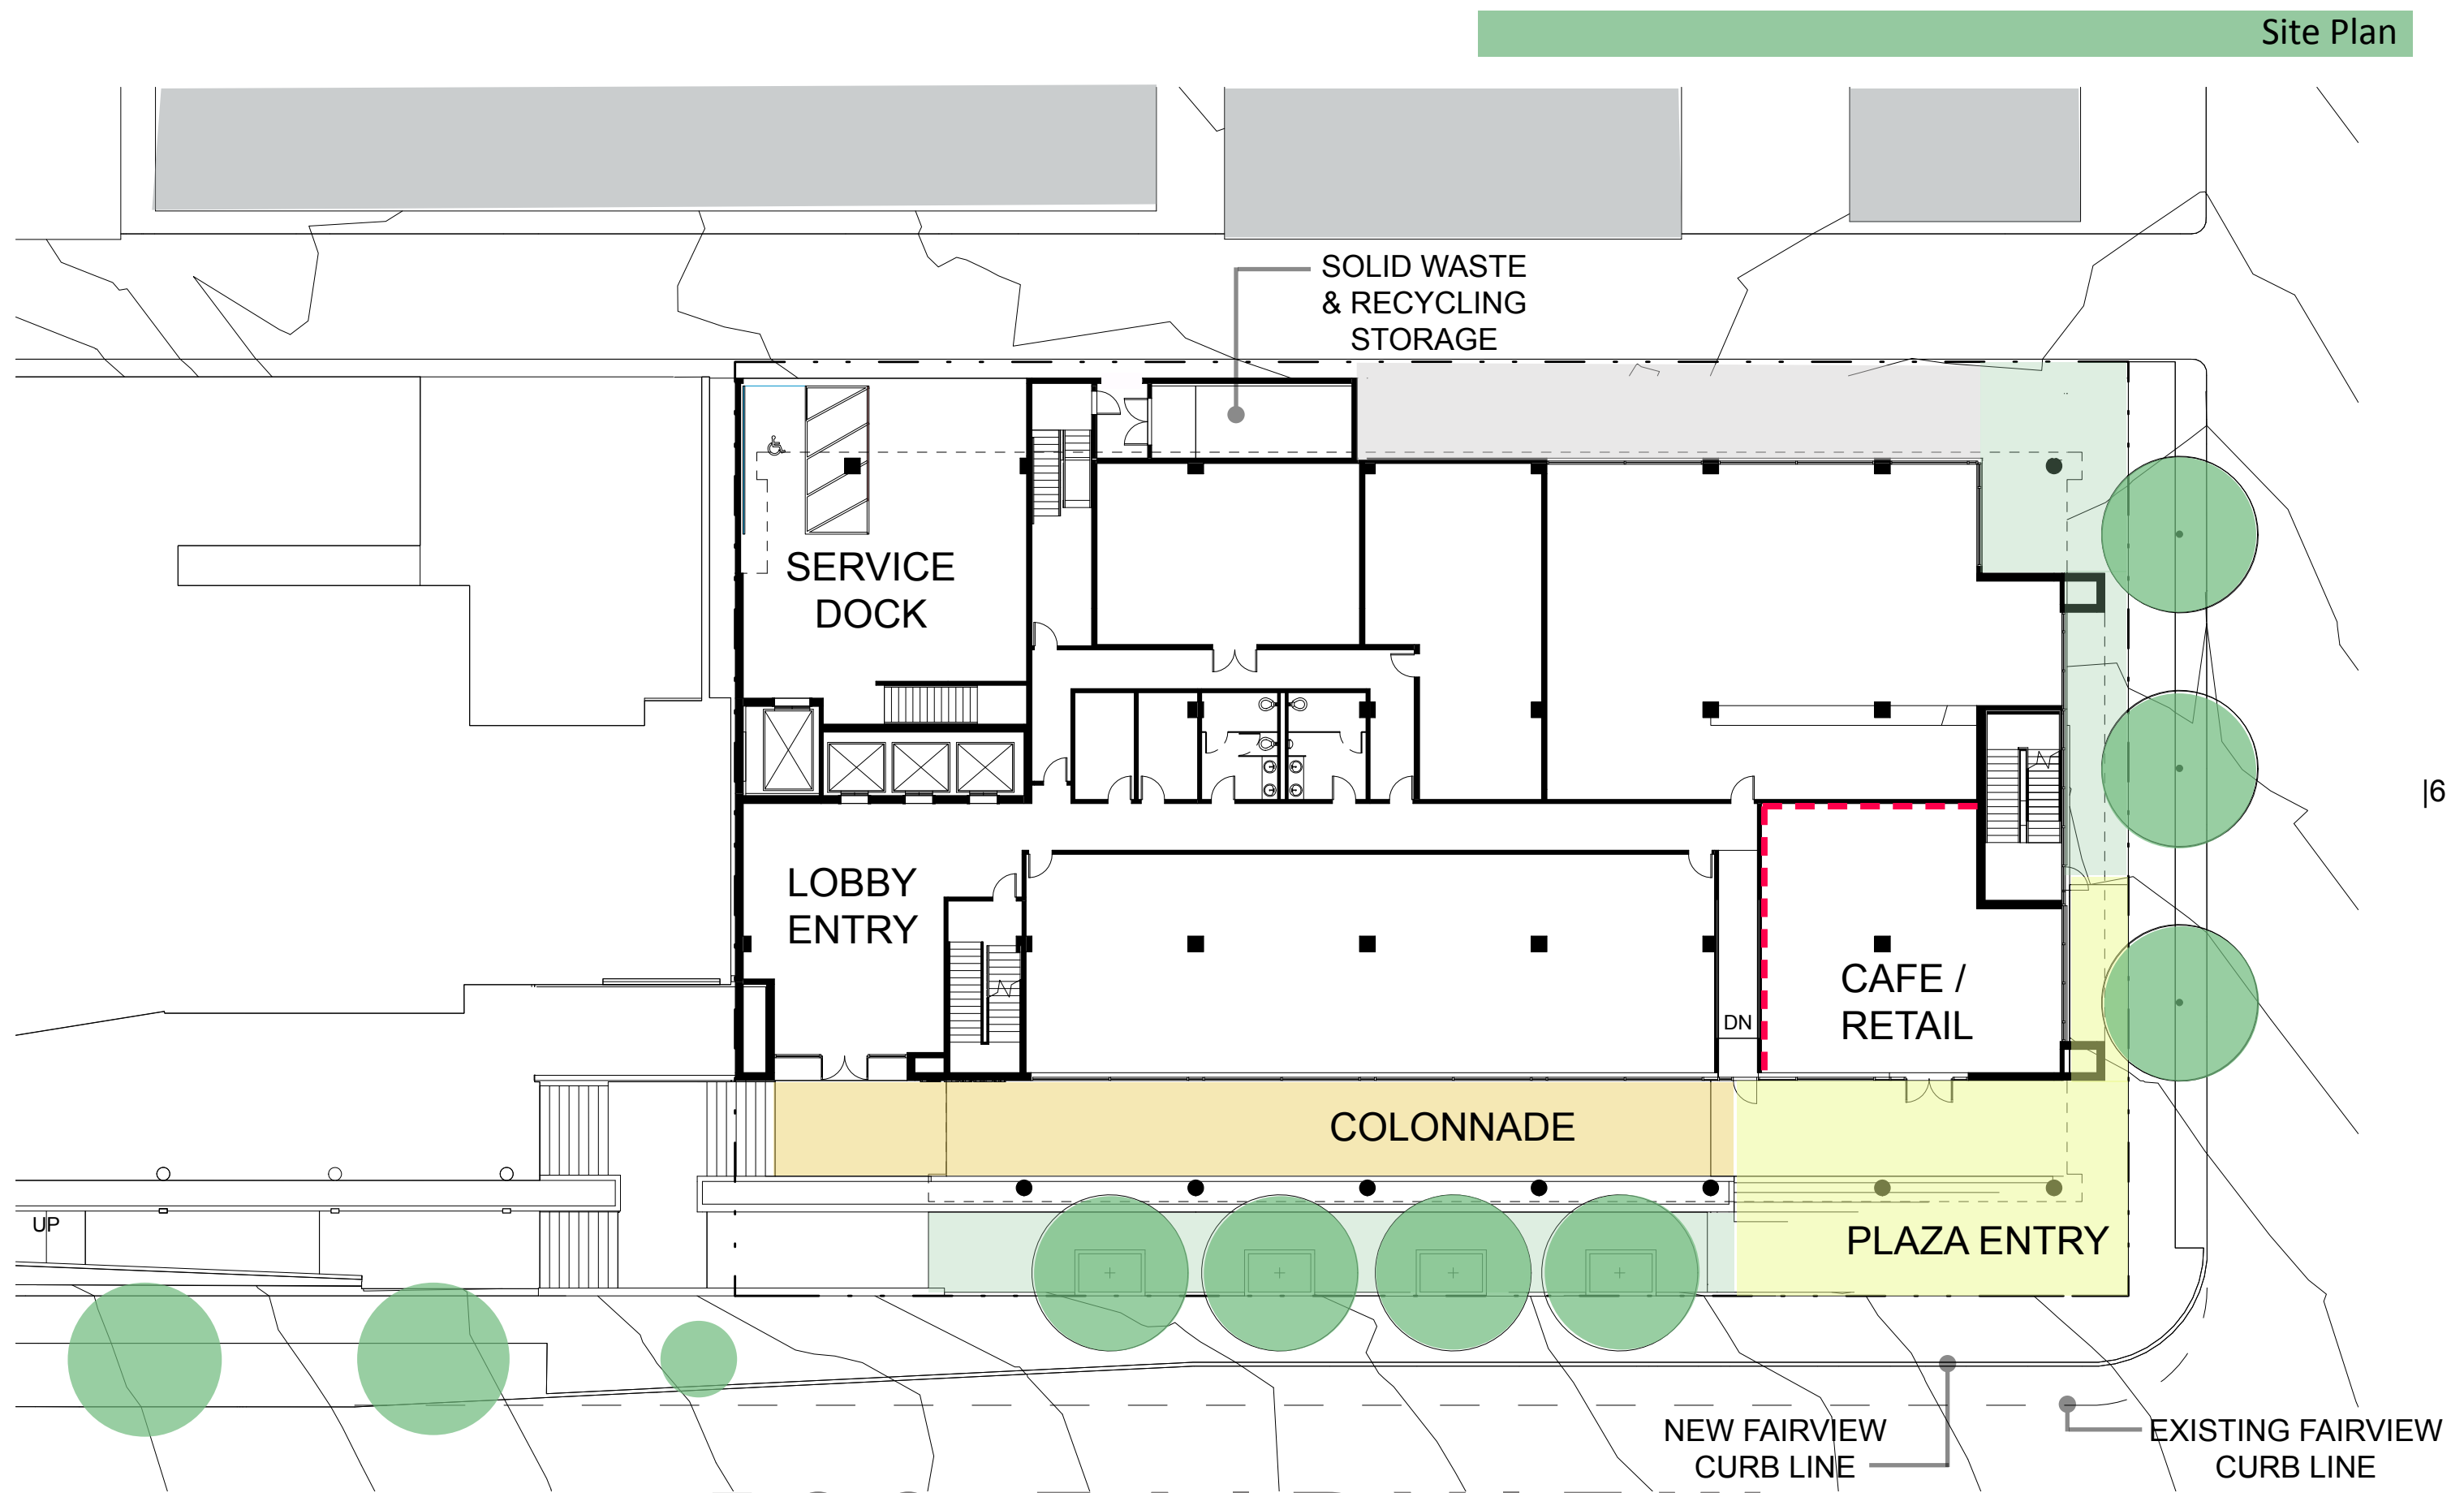 Site Plan
SOLID WASTE
& RECYCLING
STORAGE
SERVICE
DOCK
|6
LOBBY
ENTRY
CAFE /
RETAIL
DN
COLONNADE
UP
PLAZA ENTRY
NEW FAIRVIEW
CURB LINE
EXISTING FAIRVIEW
CURB LINE